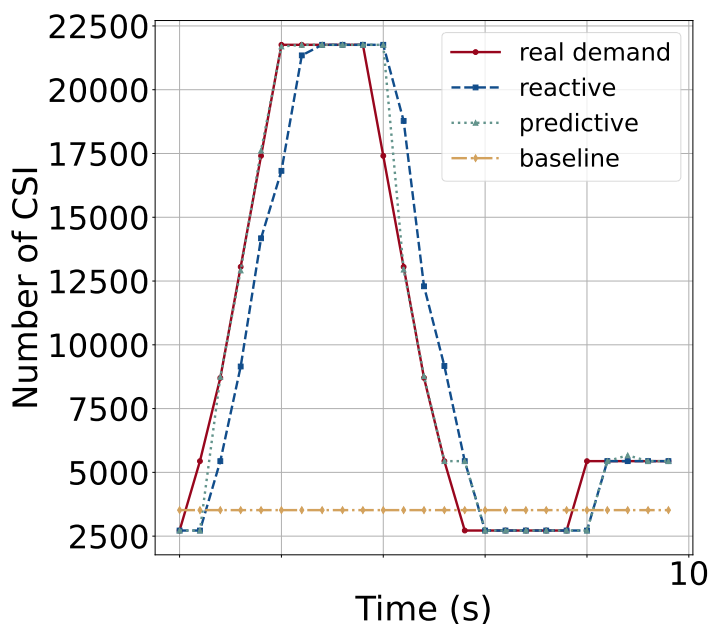 22500
20000
17500
15000
12500
10000
7500
5000
2500
Number of CSI
real demand
reactive
predictive
baseline
10
Time (s)